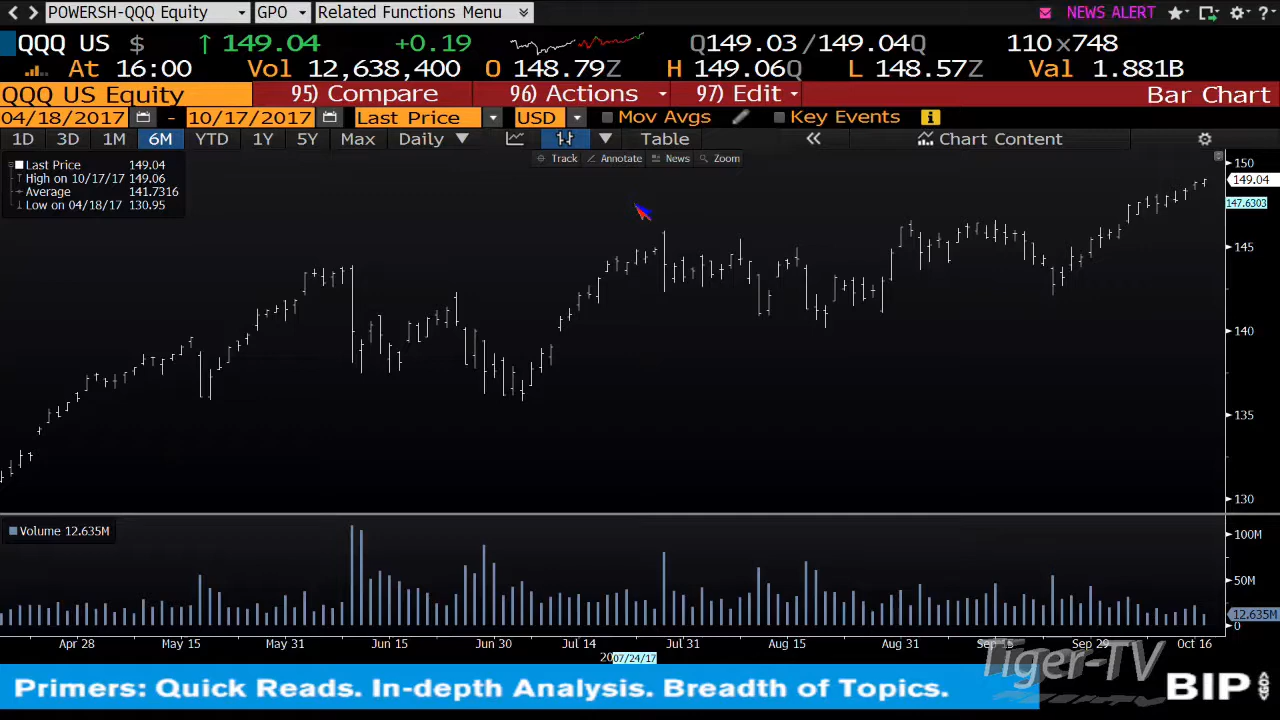 POWERSH-QQQ Equity GPO Related Functions Menu NEWS ALERT ?
QQQ US $ ↑ 149.04 +0.19 Q149.03/149.04Q 110x748
At 16:00 Vol 12,638,400 O 148.79Z H 149.06Q L 148.57Z Val 1.881B
QQQ US Equity 95) Compare 96) Actions 97) Edit Bar Chart
04/18/2017 - 10/17/2017 Last Price USD Mov Avgs Key Events i
1D 3D 1M 6M YTD 1Y 5Y Max Daily Table « Chart Content
Track Annotate News Zoom
Last Price 149.04
High on 10/17/17 149.06
Average 141.7316
Low on 04/18/17 130.95
150
149.04
147.6303
145
140
135
130
Volume 12.635M
100M
50M
12.635M
0
Apr 28 May 15 May 31 Jun 15 Jun 30 Jul 14 Jul 31 Aug 15 Aug 31 Sep 15 Sep 29 Oct 16
20
07/24/17
Tiger-TV
Primers: Quick Reads. In-depth Analysis. Breadth of Topics.
BIP